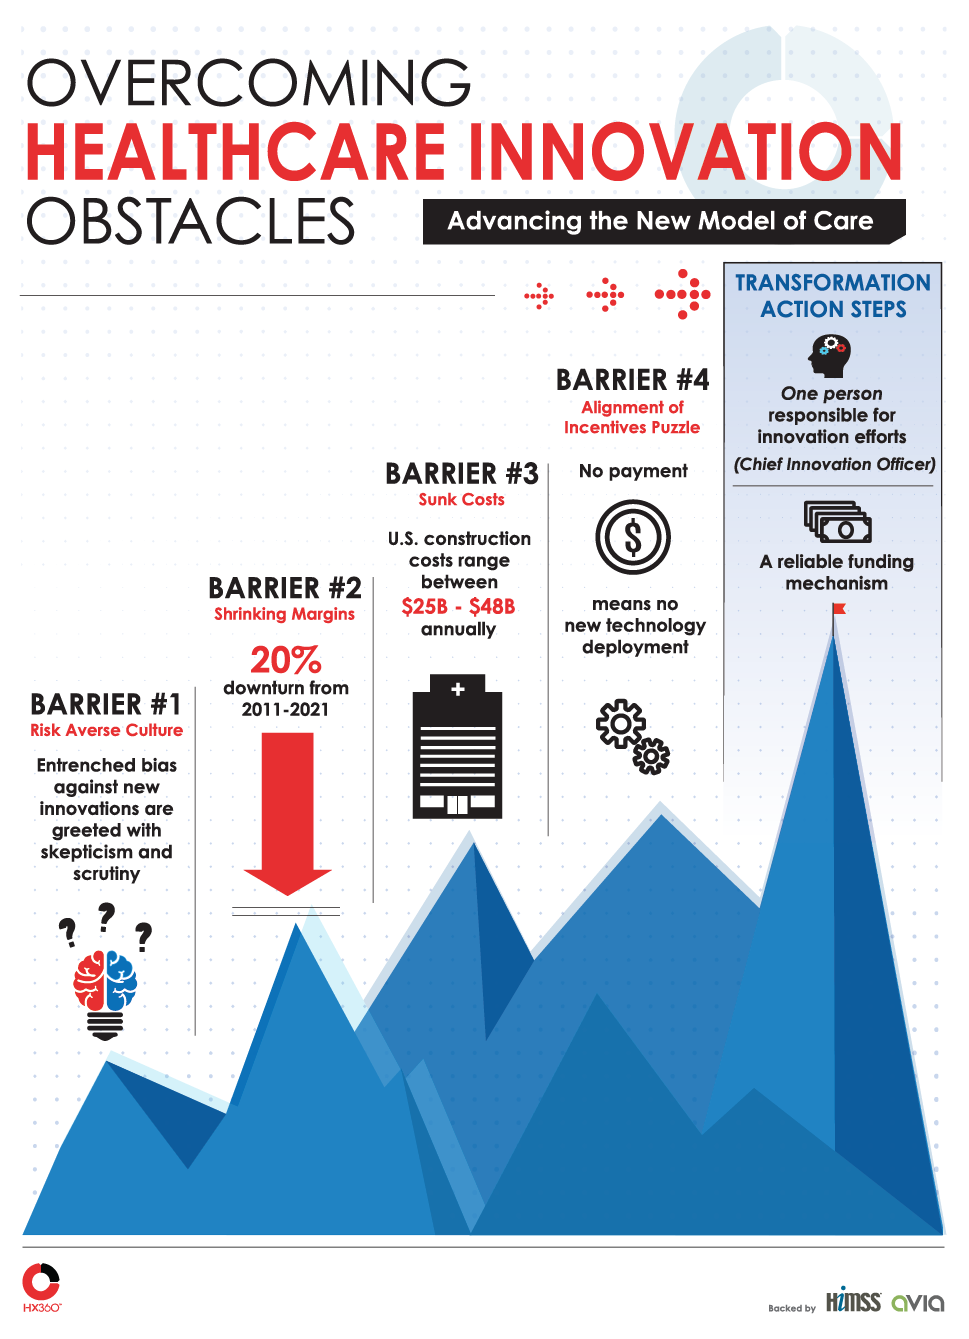 OVERCOMING
HEALTHCARE INNOVATION
OBSTACLES
Advancing the New Model of Care
BARRIER #1
Risk Averse Culture
Entrenched bias
against new
innovations are
greeted with
skepticism and
scrutiny
? ? ?
BARRIER #2
Shrinking Margins
20%
downturn from
2011-2021
BARRIER #3
Sunk Costs
U.S. construction
costs range
between
$25B - $48B
annually
BARRIER #4
Alignment of
Incentives Puzzle
No payment
$
means no
new technology
deployment
TRANSFORMATION
ACTION STEPS
One person
responsible for
innovation efforts
(Chief Innovation Officer)
A reliable funding
mechanism
HX360™
Backed by
HiMSS
aVIA